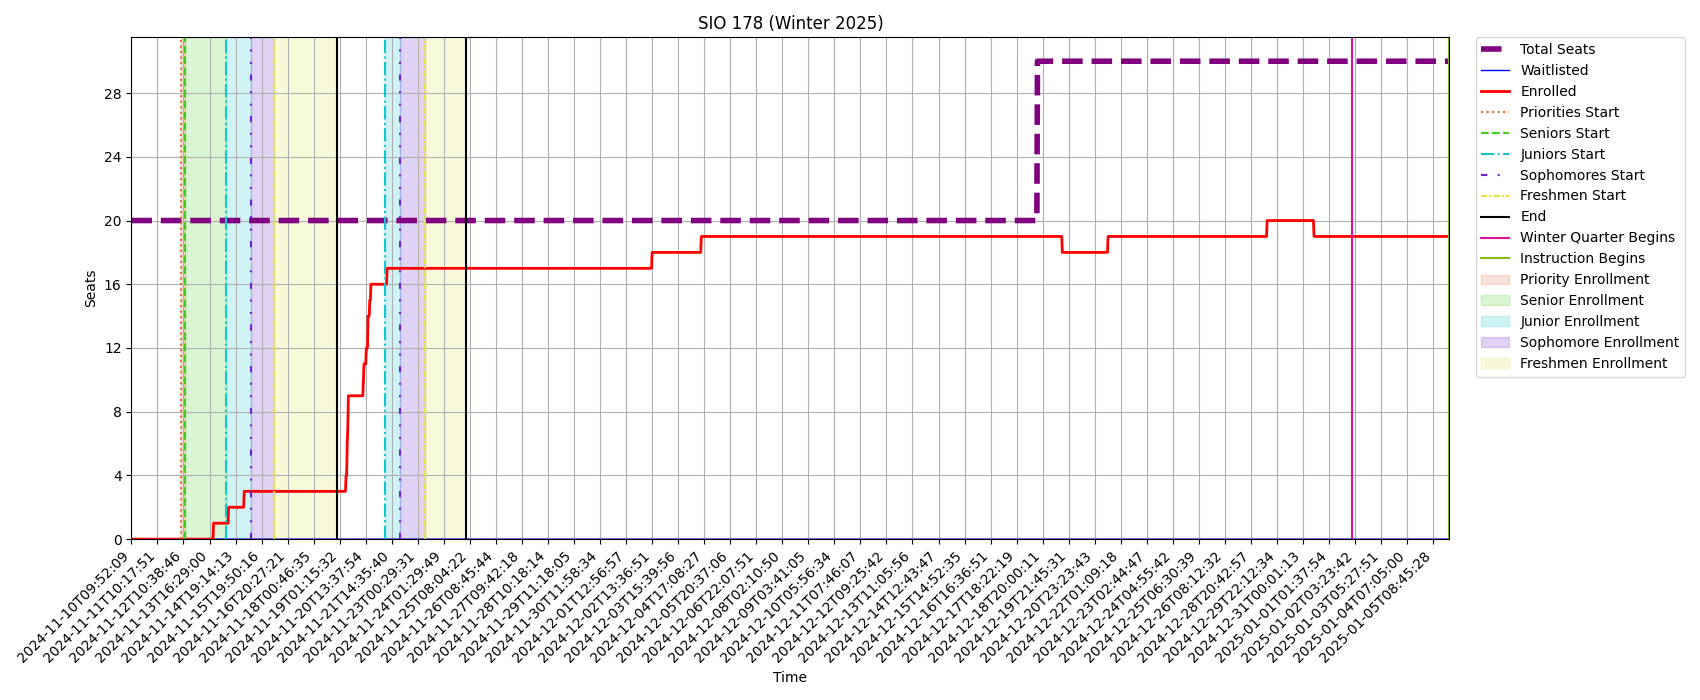 SIO 178 (Winter 2025)
Seats
28
24
20
16
12
8
4
0
2024-11-10T09:52:09
2024-11-11T10:17:51
2024-11-12T10:38:46
2024-11-13T16:29:00
2024-11-14T19:14:13
2024-11-15T19:50:16
2024-11-16T20:27:21
2024-11-18T00:46:35
2024-11-19T01:15:32
2024-11-20T13:37:54
2024-11-21T14:35:40
2024-11-23T00:29:31
2024-11-24T01:29:49
2024-11-25T08:04:22
2024-11-26T08:45:44
2024-11-27T09:42:18
2024-11-28T10:18:14
2024-11-29T11:18:05
2024-11-30T11:58:34
2024-12-01T12:56:57
2024-12-02T13:36:51
2024-12-03T15:39:56
2024-12-04T17:08:27
2024-12-05T20:37:06
2024-12-06T22:07:51
2024-12-08T02:10:50
2024-12-09T03:41:05
2024-12-10T05:56:34
2024-12-11T07:46:07
2024-12-12T09:25:42
2024-12-13T11:05:56
2024-12-14T12:43:47
2024-12-15T14:52:35
2024-12-16T16:36:51
2024-12-17T18:22:19
2024-12-18T20:00:11
2024-12-19T21:45:31
2024-12-20T23:23:43
2024-12-22T01:09:18
2024-12-23T02:44:47
2024-12-24T04:55:42
2024-12-25T06:30:39
2024-12-26T08:12:32
2024-12-28T20:42:57
2024-12-29T22:12:34
2024-12-31T00:01:13
2025-01-01T01:37:54
2025-01-02T03:23:42
2025-01-03T05:27:51
2025-01-04T07:05:00
2025-01-05T08:45:28
Time
Total Seats
Waitlisted
Enrolled
Priorities Start
Seniors Start
Juniors Start
Sophomores Start
Freshmen Start
End
Winter Quarter Begins
Instruction Begins
Priority Enrollment
Senior Enrollment
Junior Enrollment
Sophomore Enrollment
Freshmen Enrollment